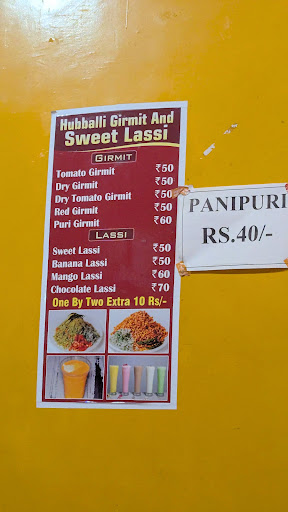 Hubballi Girmit And
Sweet Lassi
GIRMIT
Tomato Girmit ₹50
Dry Girmit ₹50
Dry Tomato Girmit ₹50
Red Girmit ₹50
Puri Girmit ₹60
LASSI
Sweet Lassi ₹50
Banana Lassi ₹50
Mango Lassi ₹60
Chocolate Lassi ₹70
One By Two Extra 10 Rs/-
PANIPURI
RS.40/-